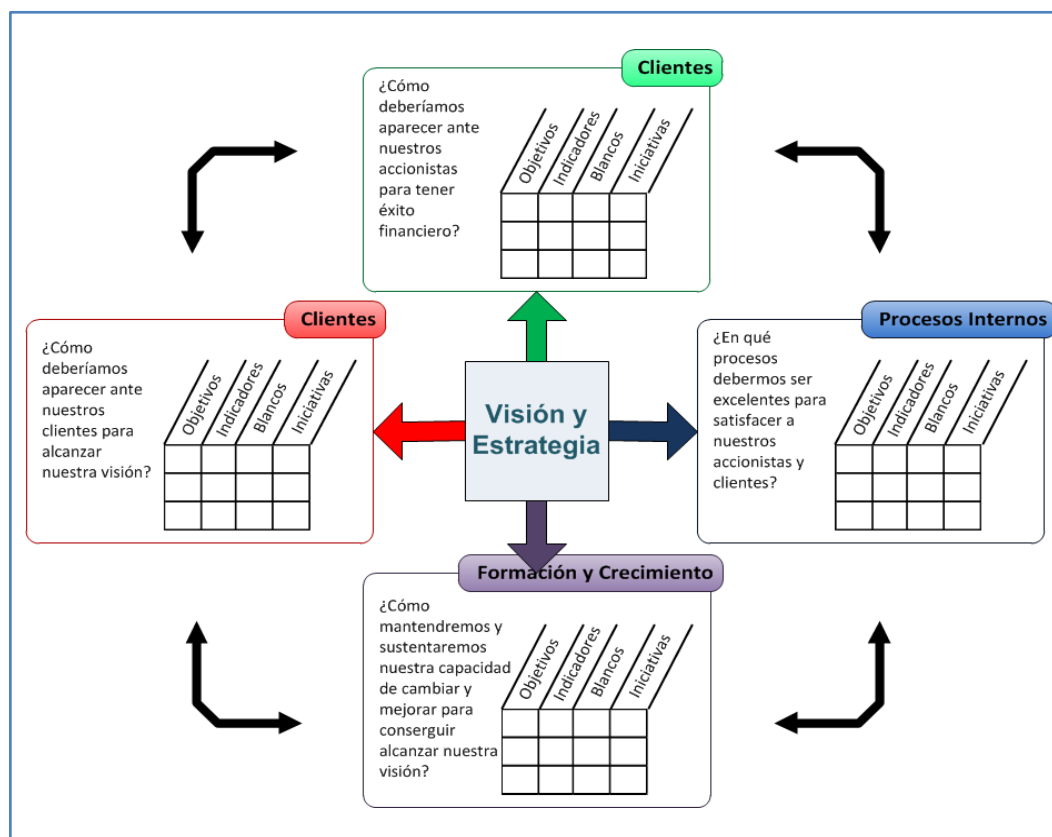 Clientes
¿Cómo
deberíamos
aparecer ante
nuestros
accionistas
para tener
éxito
financiero?
Objetivos
Indicadores
Blancos
Iniciativas
Clientes
¿Cómo
deberíamos
aparecer ante
nuestros
clientes para
alcanzar
nuestra visión?
Objetivos
Indicadores
Blancos
Iniciativas
Visión y
Estrategia
Procesos Internos
¿En qué
procesos
debermos ser
excelentes para
satisfacer a
nuestros
accionistas y
clientes?
Objetivos
Indicadores
Blancos
Iniciativas
Formación y Crecimiento
¿Cómo
mantendremos y
sustentaremos
nuestra capacidad
de cambiar y
mejorar para
conserguir
alcanzar nuestra
visión?
Objetivos
Indicadores
Blancos
Iniciativas